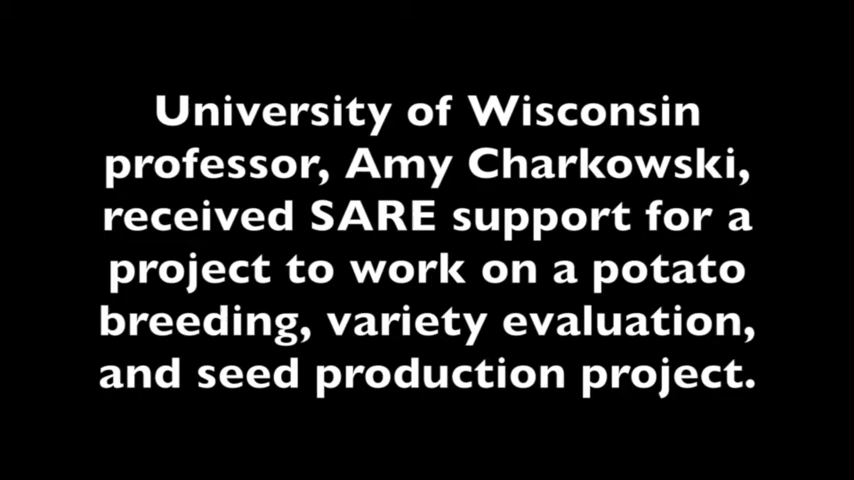 University of Wisconsin
professor, Amy Charkowski,
received SARE support for a
project to work on a potato
breeding, variety evaluation,
and seed production project.